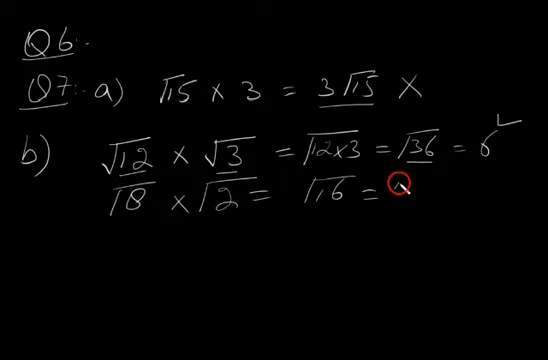 Q6:
Q7: a) √15 × 3 = 3√15 ×
b) √12 × √3 = √12×3 = √36 = 6 ✓
√8 × √2 = √16 =